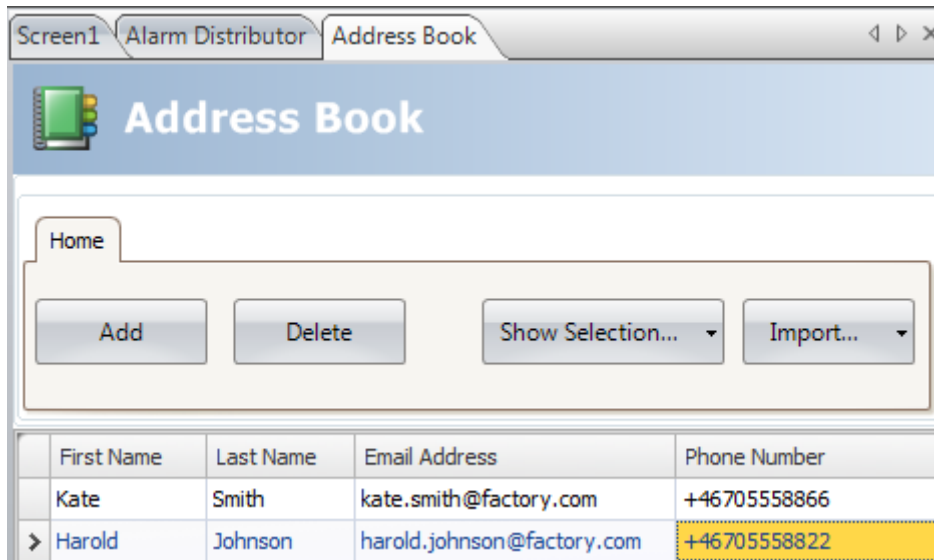 Screen1 Alarm Distributor Address Book
Address Book
Home
Add Delete Show Selection... Import...
First Name Last Name Email Address Phone Number
Kate Smith kate.smith@factory.com +46705558866
Harold Johnson harold.johnson@factory.com +46705558822